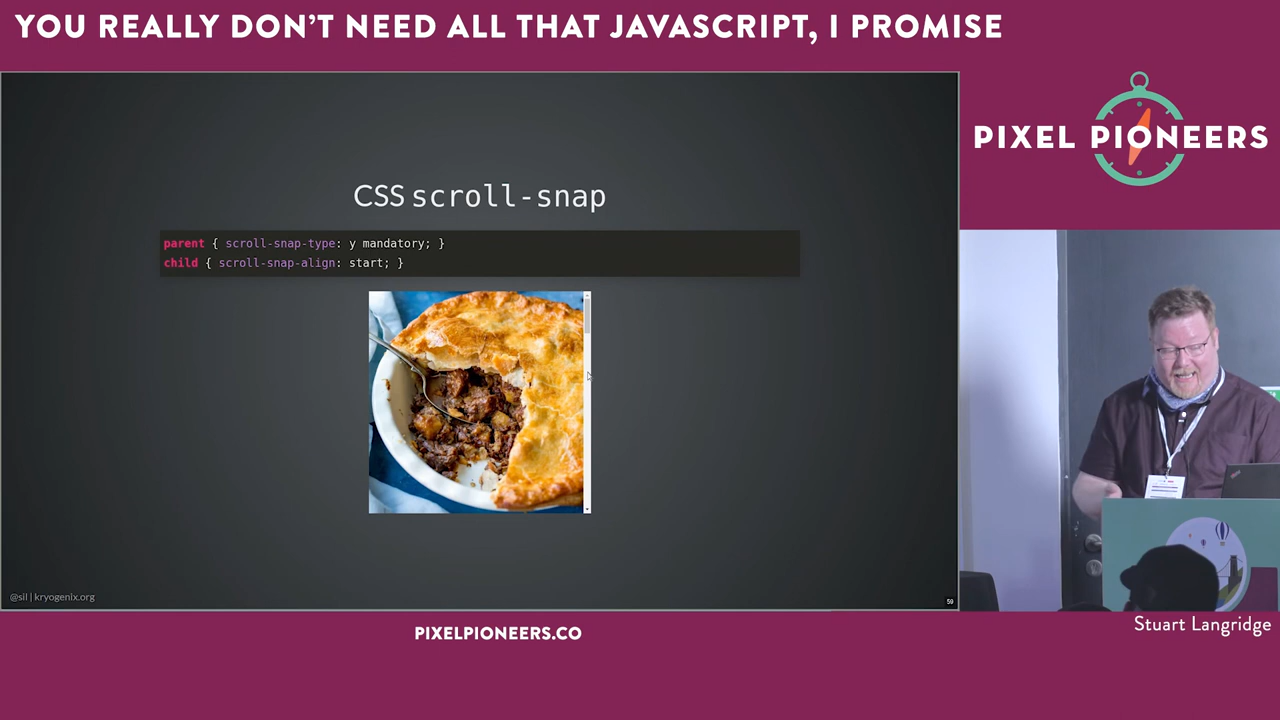 YOU REALLY DON'T NEED ALL THAT JAVASCRIPT, I PROMISE
PIXEL PIONEERS
CSS scroll-snap
parent { scroll-snap-type: y mandatory; }
child { scroll-snap-align: start; }
@sil | kryogenix.org
59
Stuart Langridge
PIXELPIONEERS.CO